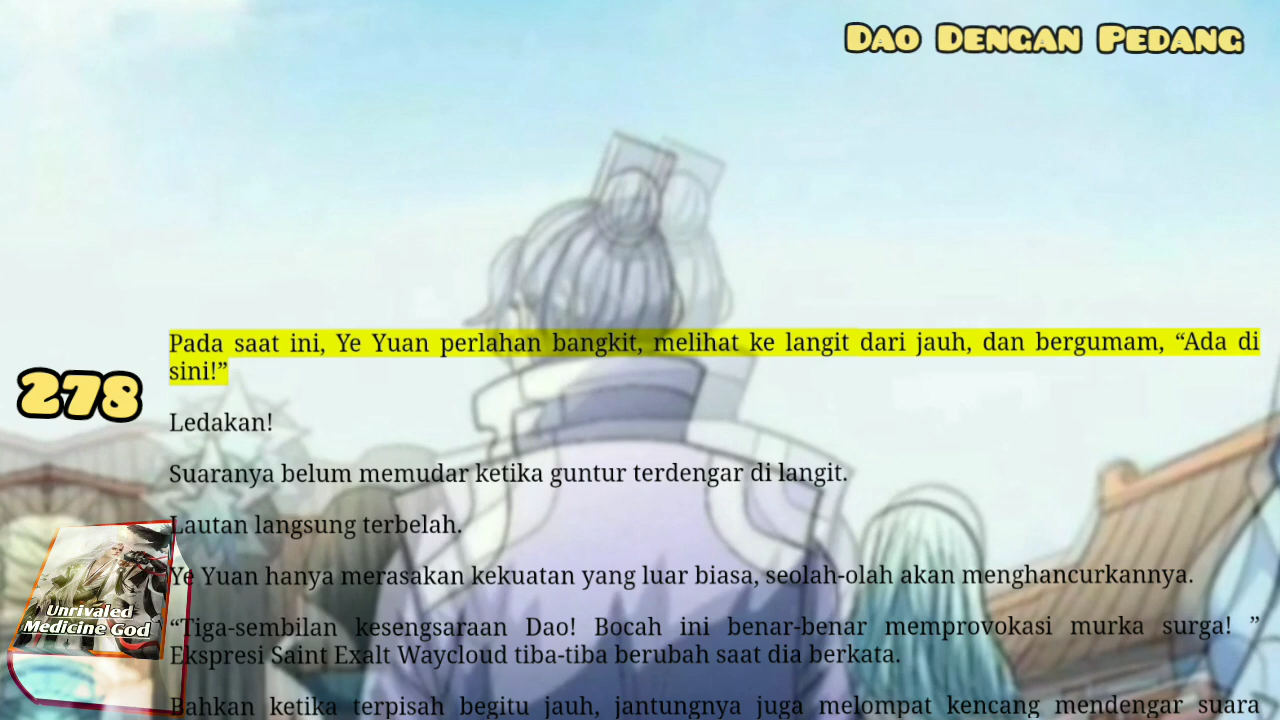 Dao Dengan Pedang
Pada saat ini, Ye Yuan perlahan bangkit, melihat ke langit dari jauh, dan bergumam, “Ada di
sini!”
278
Ledakan!
Suaranya belum memudar ketika guntur terdengar di langit.
Lautan langsung terbelah.
Ye Yuan hanya merasakan kekuatan yang luar biasa, seolah-olah akan menghancurkannya.
Unrivaled
Medicine God
“Tiga-sembilan kesengsaraan Dao! Bocah ini benar-benar memprovokasi murka surga! ”
Ekspresi Saint Exalt Waycloud tiba-tiba berubah saat dia berkata.
Bahkan ketika terpisah begitu jauh, jantungnya juga melompat kencang mendengar suara